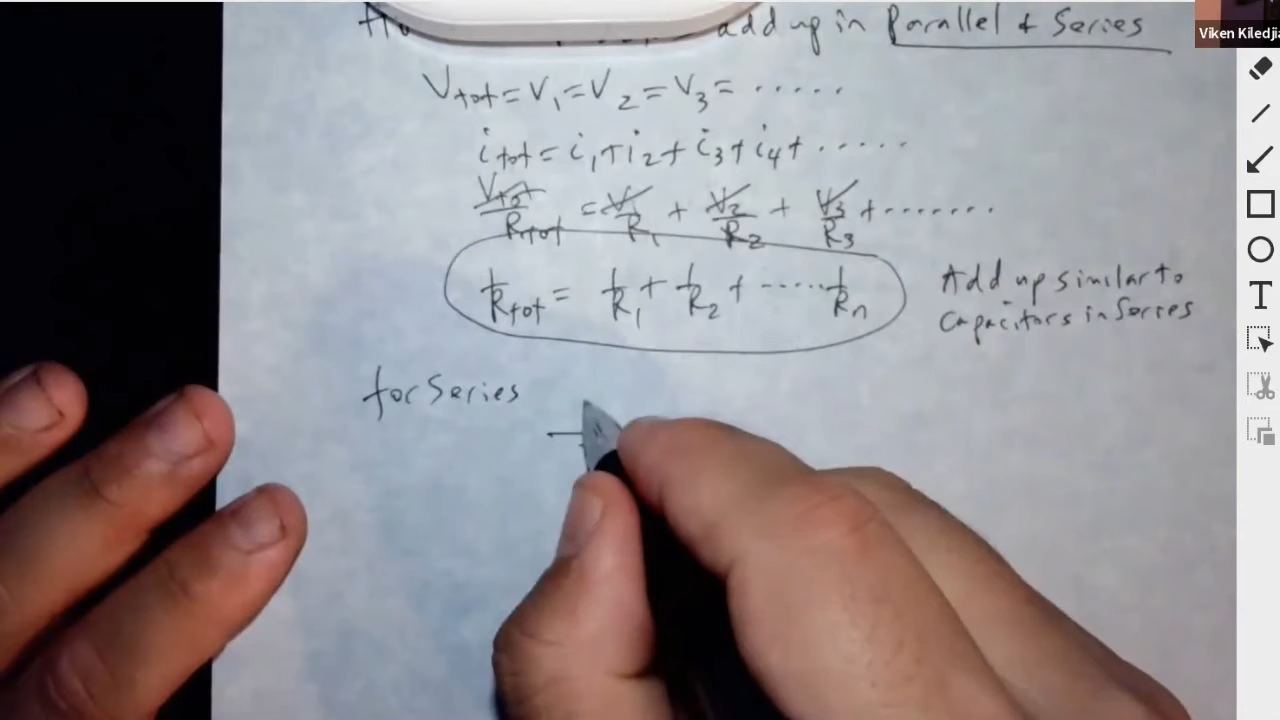 add up in Parallel & Series
Viken Kiledjia
Vtot = V1 = V2 = V3 = .....
itot = i1 + i2 + i3 + i4 + .....
Vtot/Rtot = V1/R1 + V2/R2 + V3/R3 + .......
1/Rtot = 1/R1 + 1/R2 + ..... 1/Rn
Add up similar to
Capacitors in Series
for Series
T